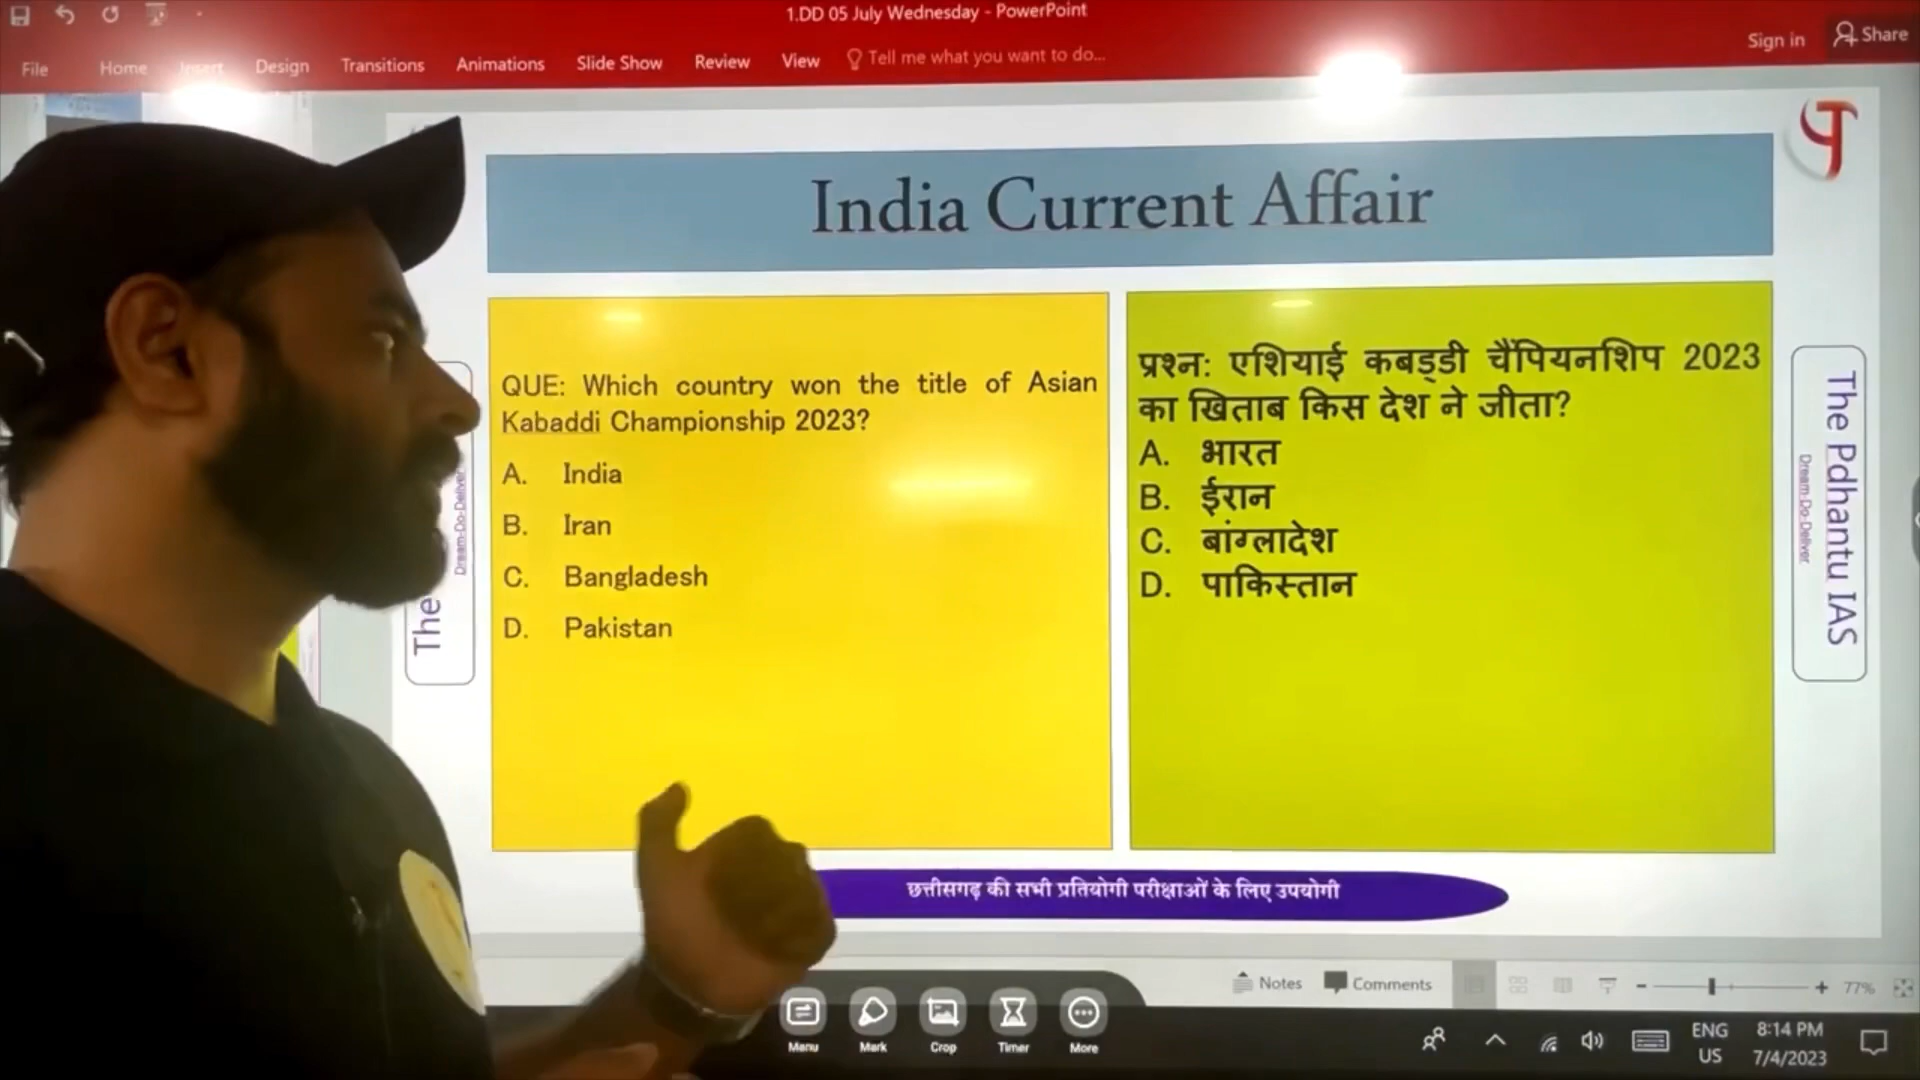 1.DD 05 July Wednesday - PowerPoint
Sign in
Share
File Home Insert Design Transitions Animations Slide Show Review View Tell me what you want to do...
India Current Affair
QUE: Which country won the title of Asian
Kabaddi Championship 2023?
A. India
B. Iran
C. Bangladesh
D. Pakistan
प्रश्न: एशियाई कबड्डी चैंपियनशिप 2023
का खिताब किस देश ने जीता?
A. भारत
B. ईरान
C. बांग्लादेश
D. पाकिस्तान
The
Dream-Do-Deliver
The Pdhantu IAS
Dream-Do-Deliver
छत्तीसगढ़ की सभी प्रतियोगी परीक्षाओं के लिए उपयोगी
Notes Comments 77%
Menu Mark Crop Timer More
ENG
US
8:14 PM
7/4/2023